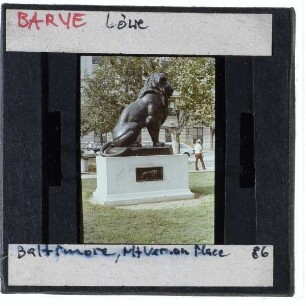 BARYE Löwe
Baltimore, Mt Vernon Place 86